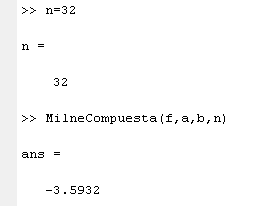 >> n=32
n =
32
>> MilneCompuesta(f,a,b,n)
ans =
-3.5932